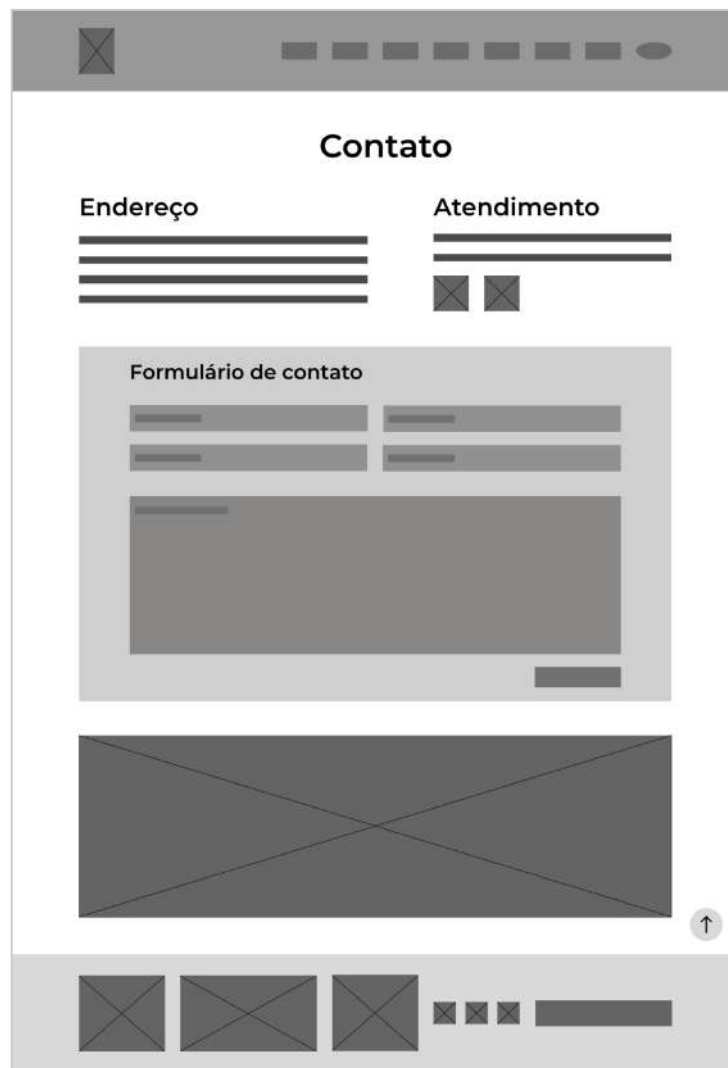 Contato
Endereço
Atendimento
Formulário de contato